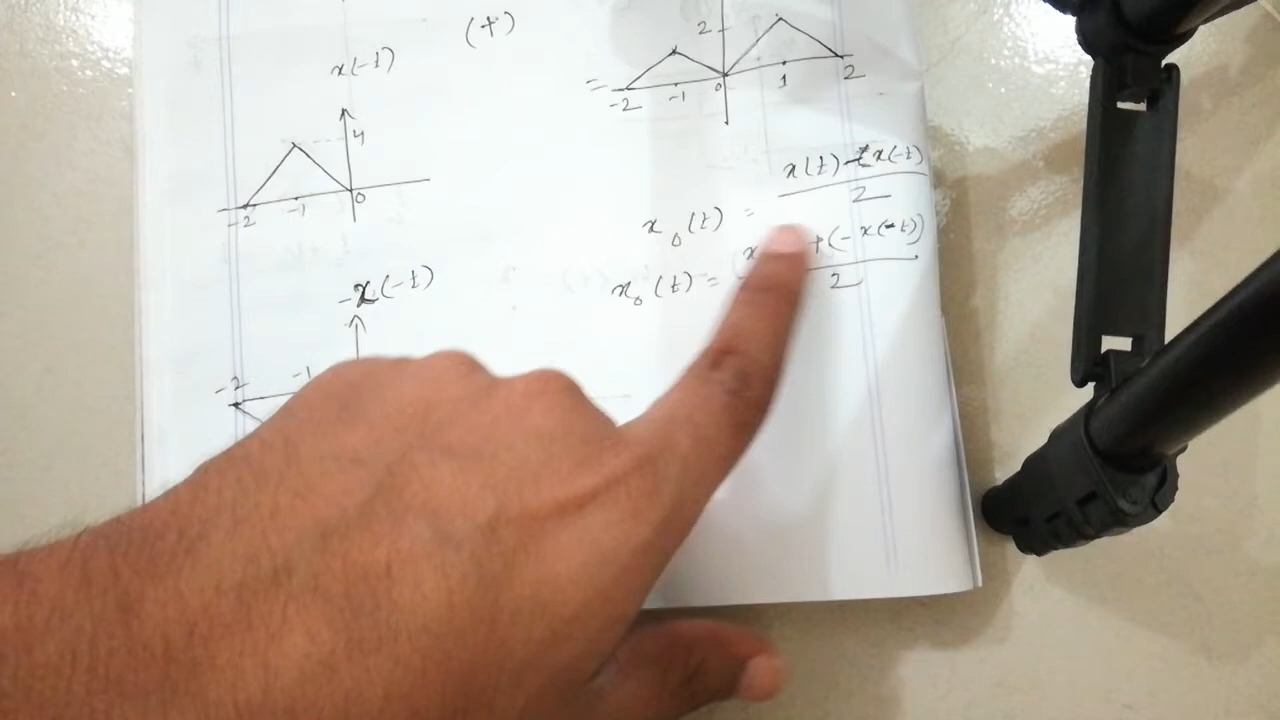 (+)
x(-t)
4
-2 -1 0
2
= -2 -1 0 1 2
x₀(t) = x(t) - x(-t) / 2
x₀(t) = x + (-x(-t)) / 2
-x(-t)
-2 -1